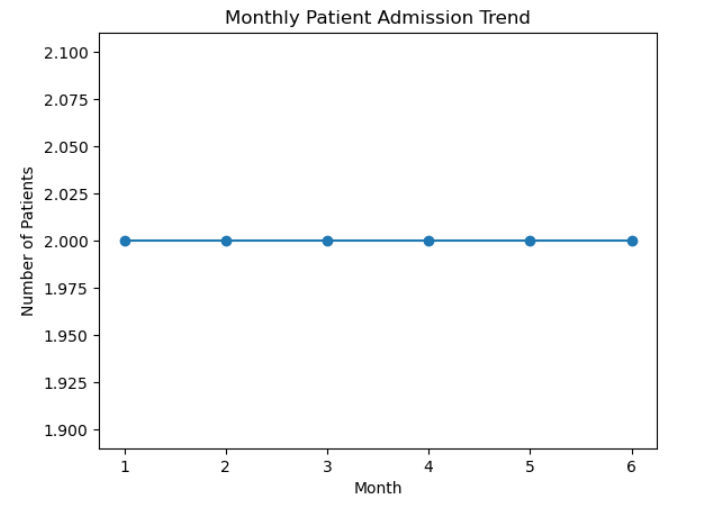 Monthly Patient Admission Trend
2.100
2.075
2.050
2.025
2.000
1.975
1.950
1.925
1.900
Number of Patients
1 2 3 4 5 6
Month